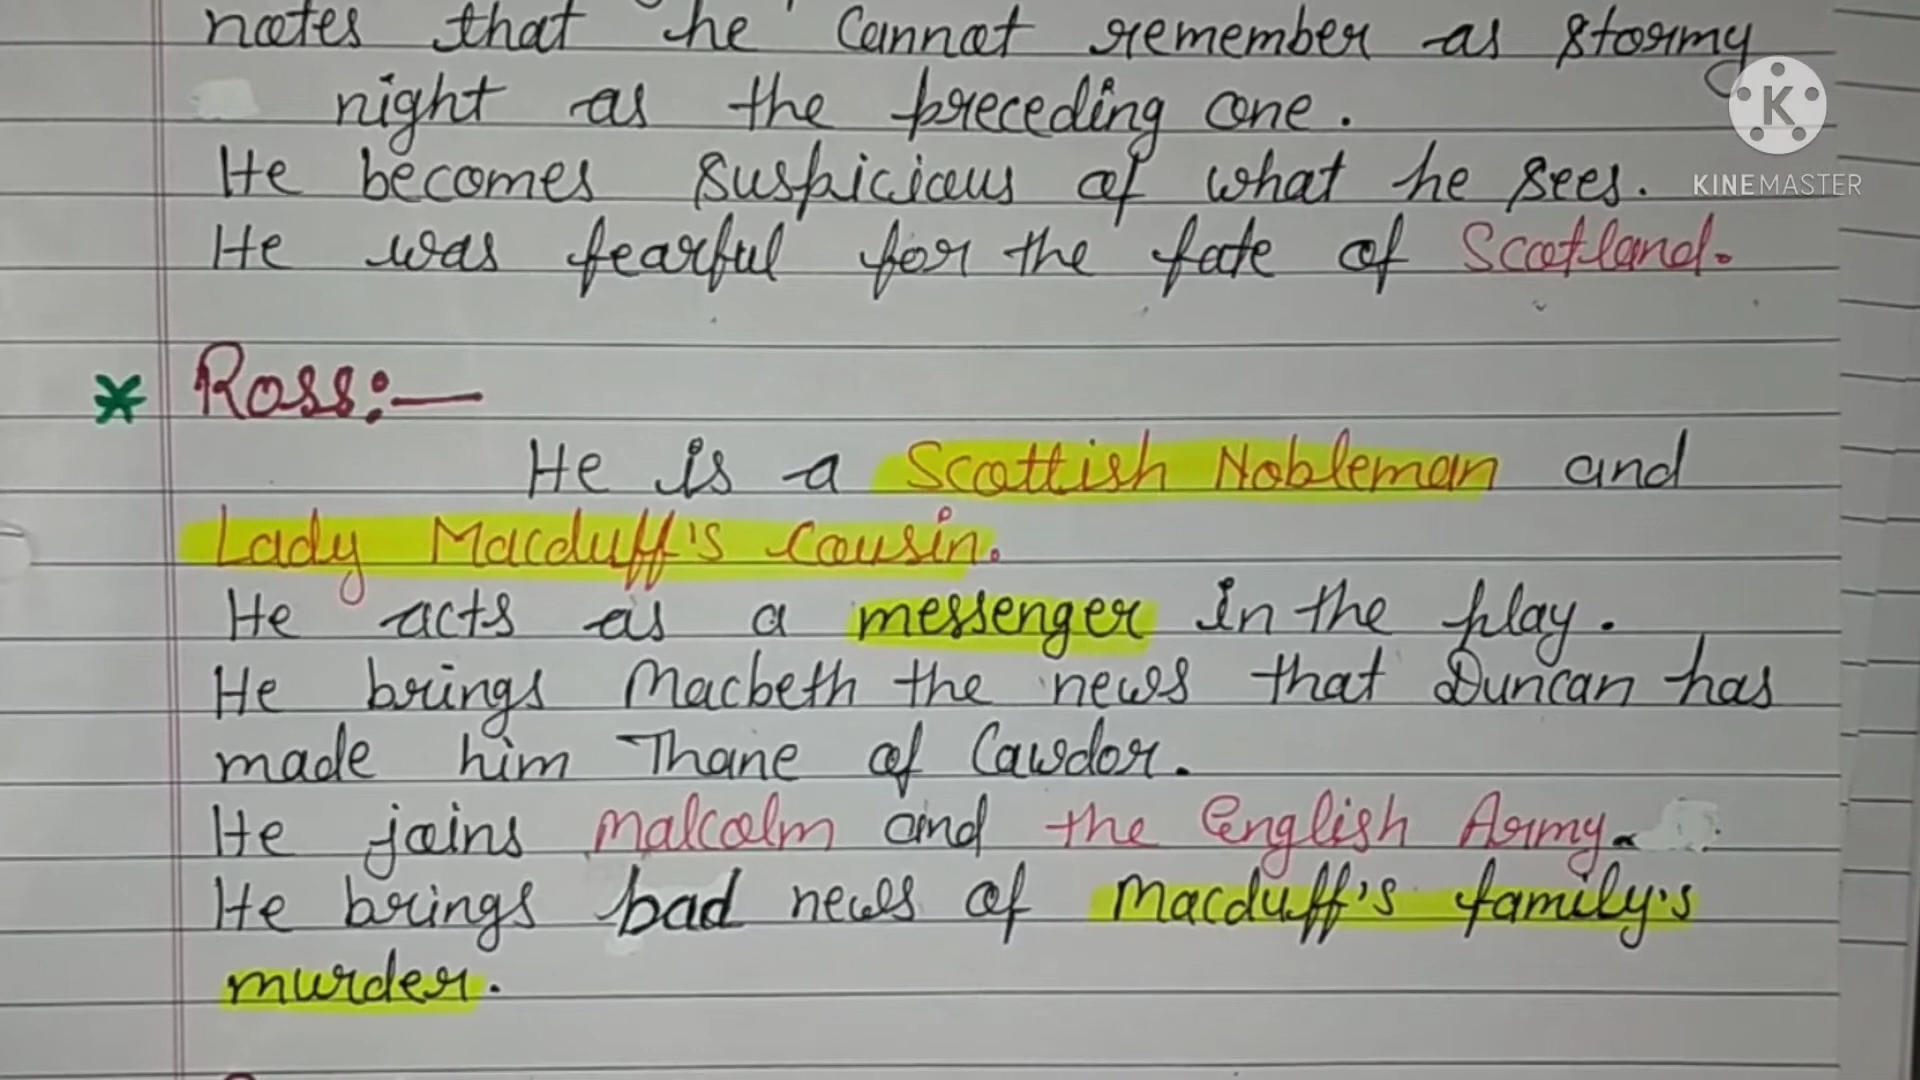 notes that he cannot remember as stormy
night as the preceding one.
He becomes suspicious of what he sees.
He was fearful for the fate of Scotland.
* Ross:—
He is a Scottish Nobleman and
Lady Macduff's cousin.
He acts as a messenger in the play.
He brings Macbeth the news that Duncan has
made him Thane of Cawdor.
He joins Malcolm and the English Army.
He brings bad news of Macduff's family's
murder.
K
KINEMASTER